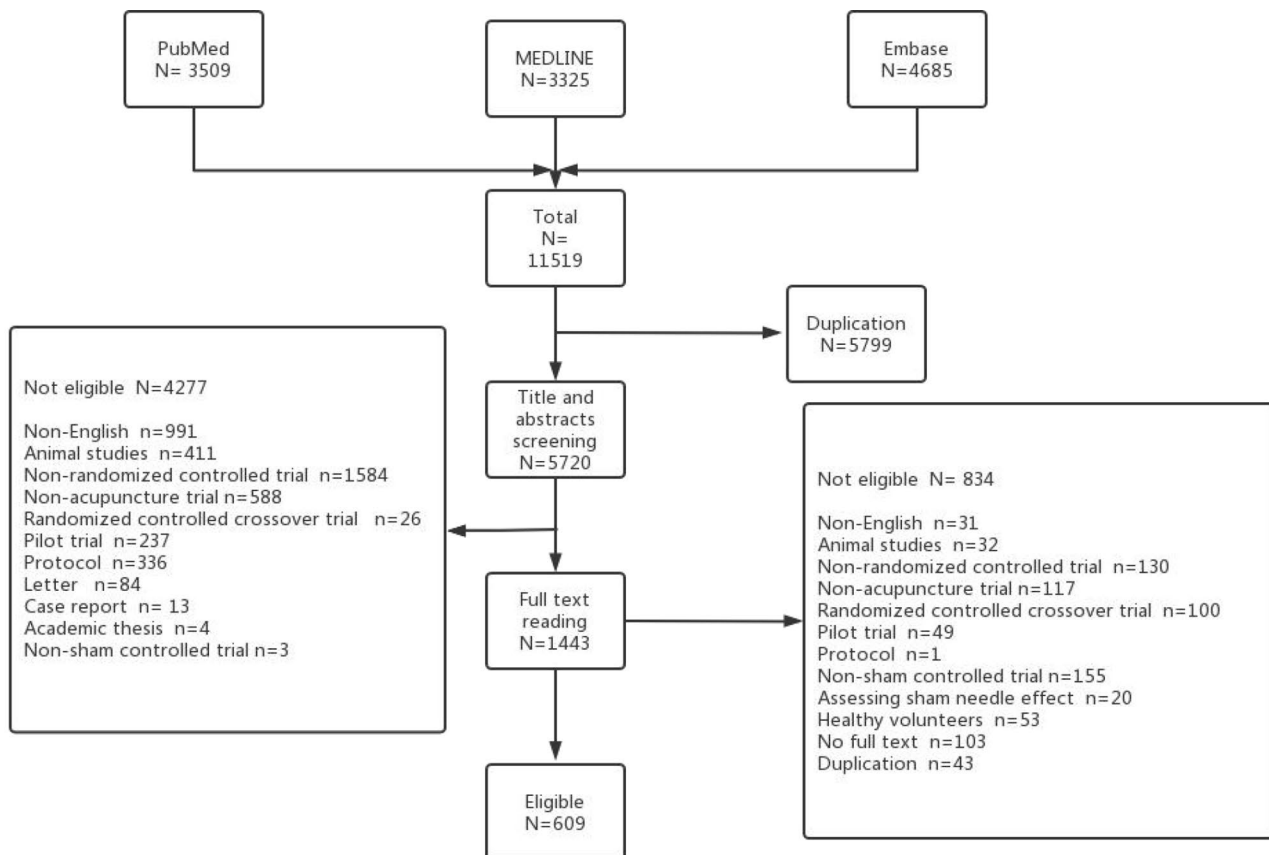 PubMed
N= 3509
MEDLINE
N=3325
Embase
N=4685
Total
N=
11519
Duplication
N=5799
Title and
abstracts
screening
N=5720
Not eligible N=4277
Non-English n=991
Animal studies n=411
Non-randomized controlled trial n=1584
Non-acupuncture trial n=588
Randomized controlled crossover trial n=26
Pilot trial n=237
Protocol n=336
Letter n=84
Case report n= 13
Academic thesis n=4
Non-sham controlled trial n=3
Full text
reading
N=1443
Not eligible N= 834
Non-English n=31
Animal studies n=32
Non-randomized controlled trial n=130
Non-acupuncture trial n=117
Randomized controlled crossover trial n=100
Pilot trial n=49
Protocol n=1
Non-sham controlled trial n=155
Assessing sham needle effect n=20
Healthy volunteers n=53
No full text n=103
Duplication n=43
Eligible
N=609